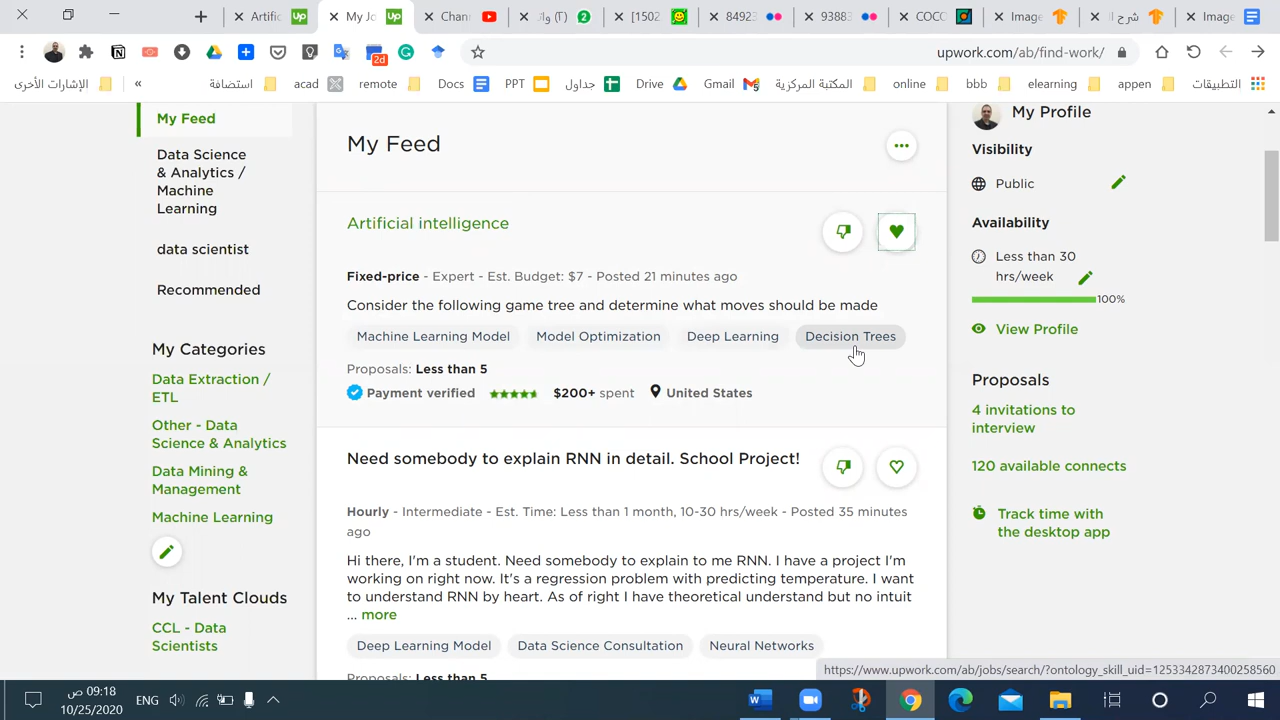 Artifi
My Jo
Chann
(T) واتـ
2
[1502
84923
93883
COCO
Image
شرح
Image
2d
upwork.com/ab/find-work/
الإشارات الأخرى
«
استضافة
acad
remote
Docs
PPT
جداول
Drive
Gmail
المكتبة المركزية
online
bbb
elearning
appen
التطبيقات
My Feed
Data Science
& Analytics /
Machine
Learning
data scientist
Recommended
My Categories
Data Extraction /
ETL
Other - Data
Science & Analytics
Data Mining &
Management
Machine Learning
My Talent Clouds
CCL - Data
Scientists
My Feed
Artificial intelligence
Fixed-price - Expert - Est. Budget: $7 - Posted 21 minutes ago
Consider the following game tree and determine what moves should be made
Machine Learning Model Model Optimization Deep Learning Decision Trees
Proposals: Less than 5
Payment verified $200+ spent United States
Need somebody to explain RNN in detail. School Project!
Hourly - Intermediate - Est. Time: Less than 1 month, 10-30 hrs/week - Posted 35 minutes
ago
Hi there, I'm a student. Need somebody to explain to me RNN. I have a project I'm
working on right now. It's a regression problem with predicting temperature. I want
to understand RNN by heart. As of right I have theoretical understand but no intuit
... more
Deep Learning Model Data Science Consultation Neural Networks
Proposals: Less than 5
My Profile
Visibility
Public
Availability
Less than 30
hrs/week
100%
View Profile
Proposals
4 invitations to
interview
120 available connects
Track time with
the desktop app
https://www.upwork.com/ab/jobs/search/?ontology_skill_uid=1253342873400258560
09:18 ص
10/25/2020
ENG